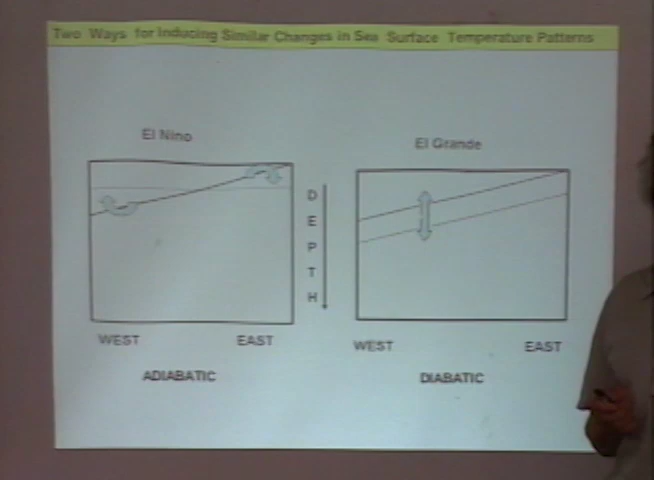 Two Ways for Inducing Similar Changes in Sea Surface Temperature Patterns
El Nino
El Grande
D
E
P
T
H
WEST EAST
WEST EAST
ADIABATIC
DIABATIC